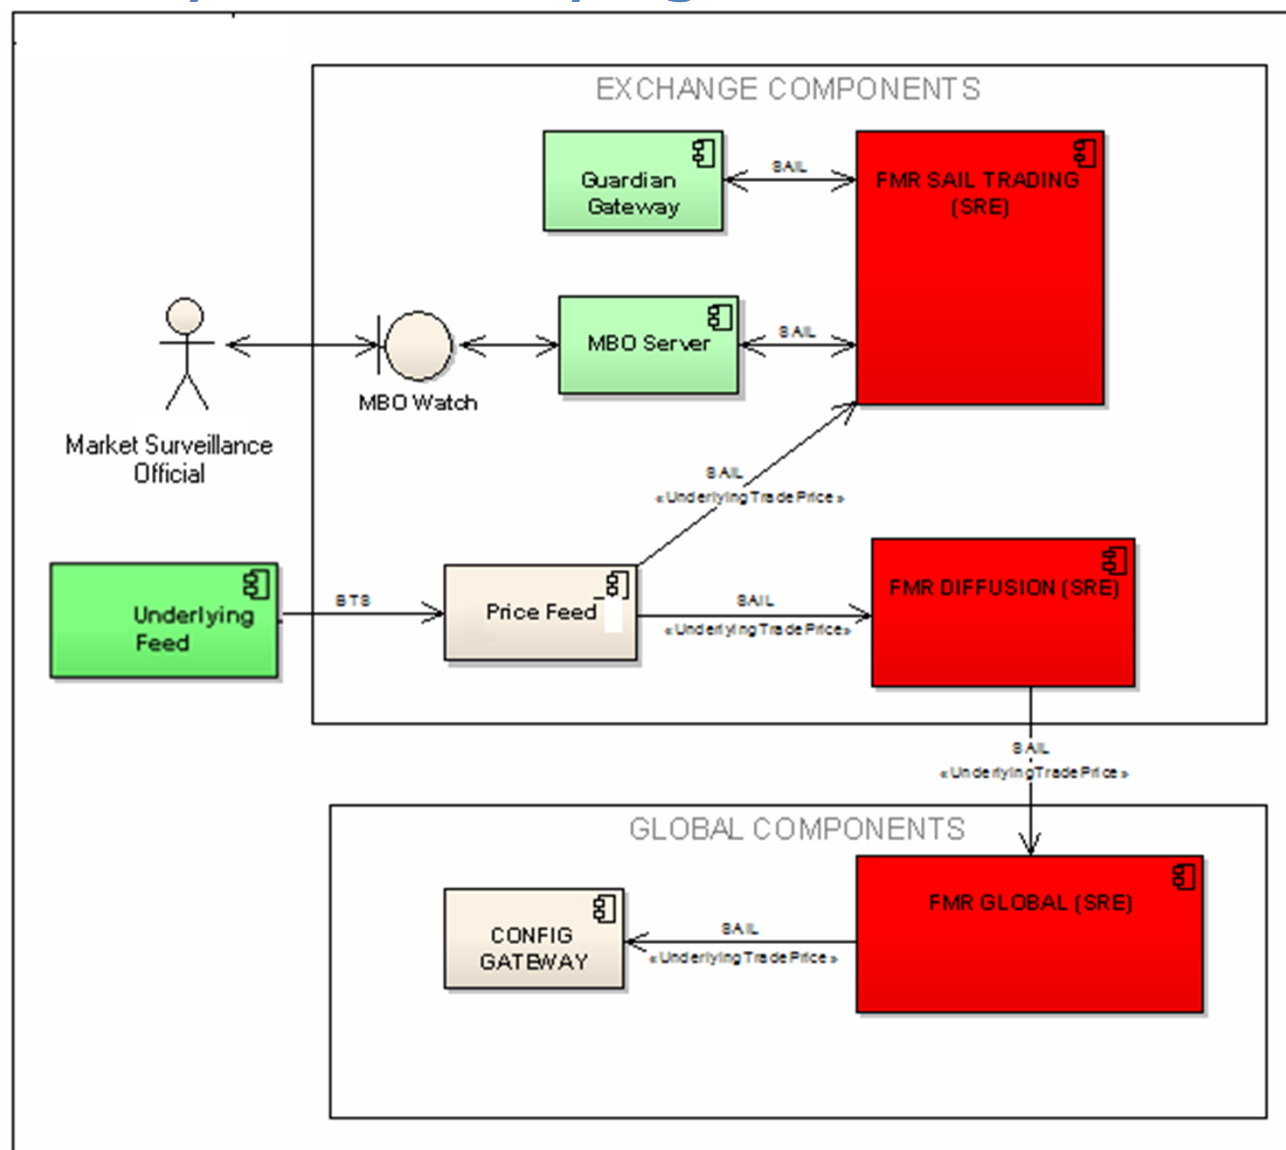 EXCHANGE COMPONENTS
Guardian
Gateway
SAIL
FMR SAIL TRADING
(SRE)
MBO Server
SAIL
MBO Watch
Market Surveillance
Official
SAIL
«UnderlyingTradePrice»
Underlying
Feed
BTS
Price Feed
SAIL
«UnderlyingTradePrice»
FMR DIFFUSION (SRE)
SAIL
«UnderlyingTradePrice»
GLOBAL COMPONENTS
CONFIG
GATEWAY
SAIL
«UnderlyingTradePrice»
FMR GLOBAL (SRE)